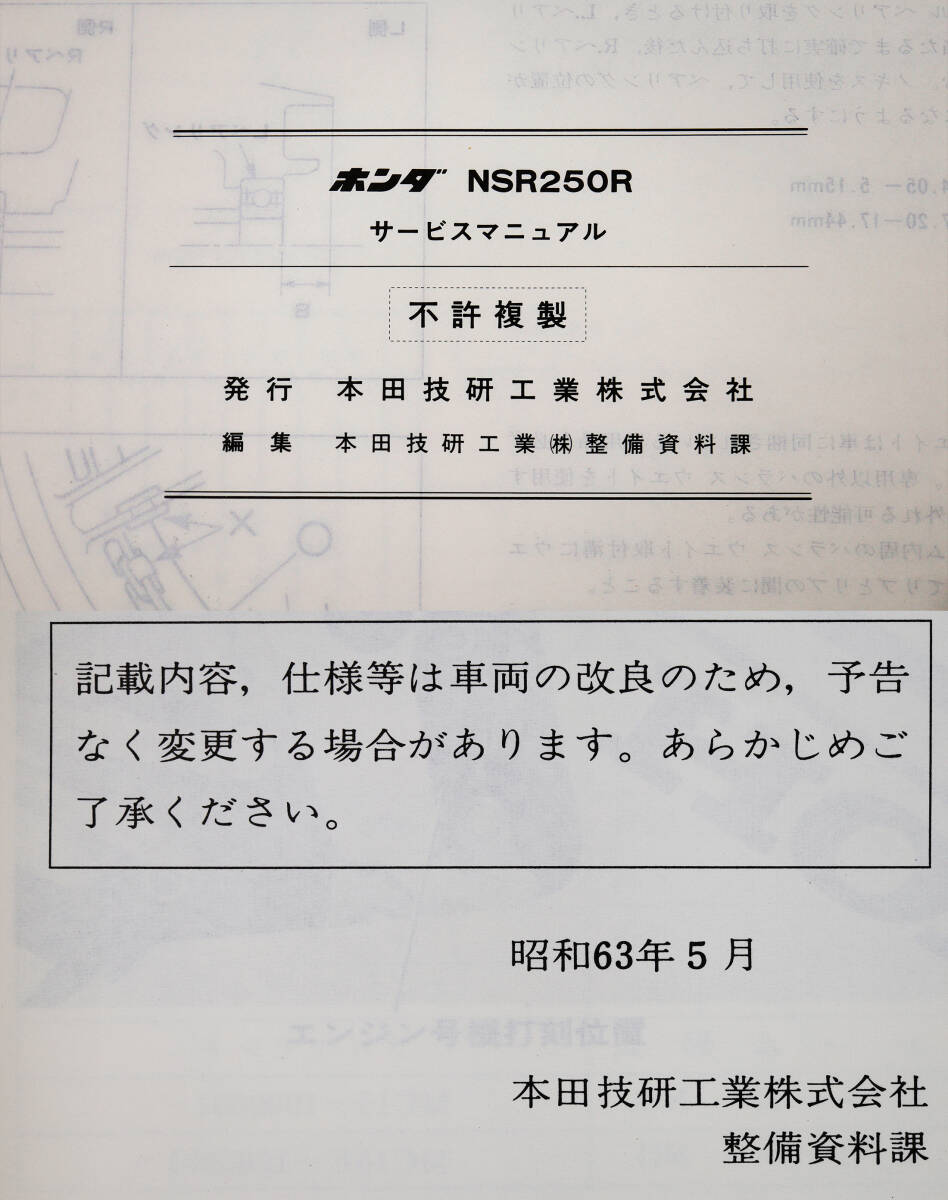 ホンダ NSR250R
サービスマニュアル
不許複製
発行 本田技研工業株式会社
編集 本田技研工業㈱整備資料課
記載内容，仕様等は車両の改良のため，予告
なく変更する場合があります。あらかじめご
了承ください。
昭和63年5月
本田技研工業株式会社
整備資料課